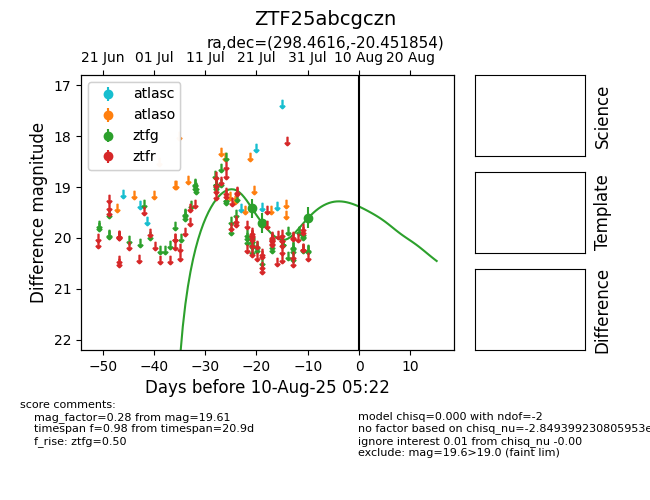 ZTF25abcgczn
ra,dec=(298.4616,-20.451854)
21 Jun 01 Jul 11 Jul 21 Jul 31 Jul 10 Aug 20 Aug
atlasc
atlaso
ztfg
ztfr
17
18
19
20
21
22
Difference magnitude
−50 −40 −30 −20 −10 0 10
Days before 10-Aug-25 05:22
Science
Template
Difference
score comments:
mag_factor=0.28 from mag=19.61
timespan f=0.98 from timespan=20.9d
f_rise: ztfg=0.50
model chisq=0.000 with ndof=-2
no factor based on chisq_nu=-2.849399230805953e
ignore interest 0.01 from chisq_nu -0.00
exclude: mag=19.6>19.0 (faint lim)